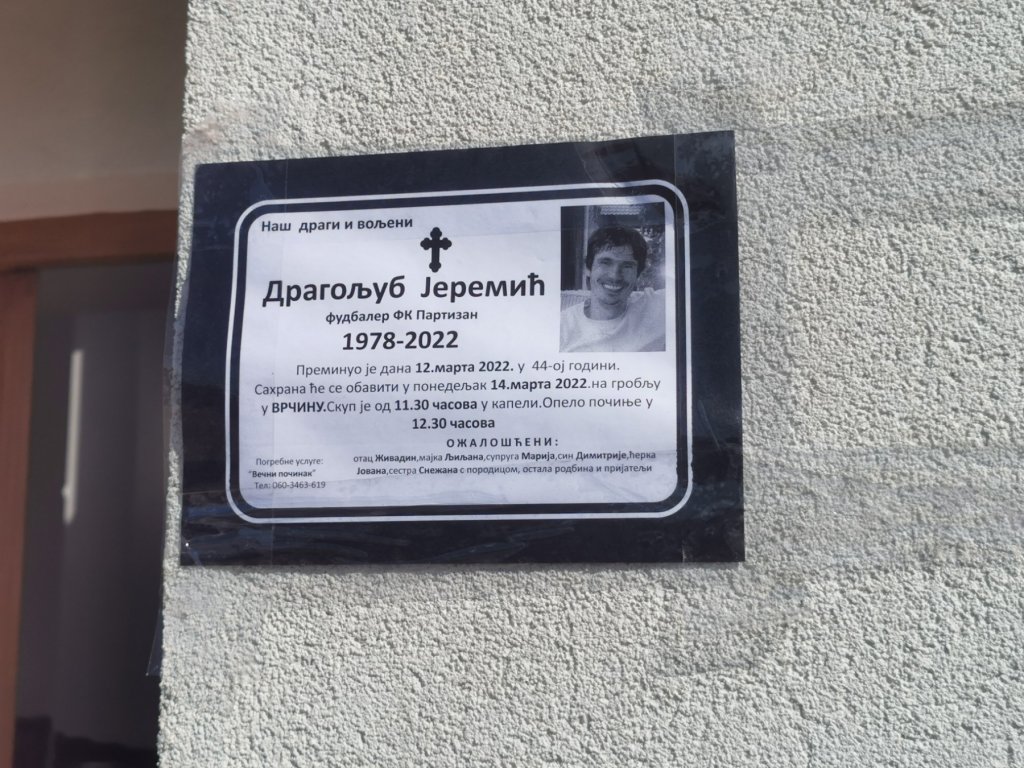 Наш драги и вољени
Драгољуб Јеремић
фудбалер ФК Партизан
1978-2022
Преминуо је дана 12.марта 2022. у 44-ој години.
Сахрана ће се обавити у понедељак 14.марта 2022.на гробљу
у ВРЧИНУ.Скуп је од 11.30 часова у капели.Опело почиње у
12.30 часова
ОЖАЛОШЋЕНИ:
отац Живадин,мајка Љиљана,супруга Марија,син Димитрије,ћерка
Јована,сестра Снежана с породицом, остала родбина и пријатељи
Погребне услуге:
"Вечни починак"
Тел: 060-3463-619